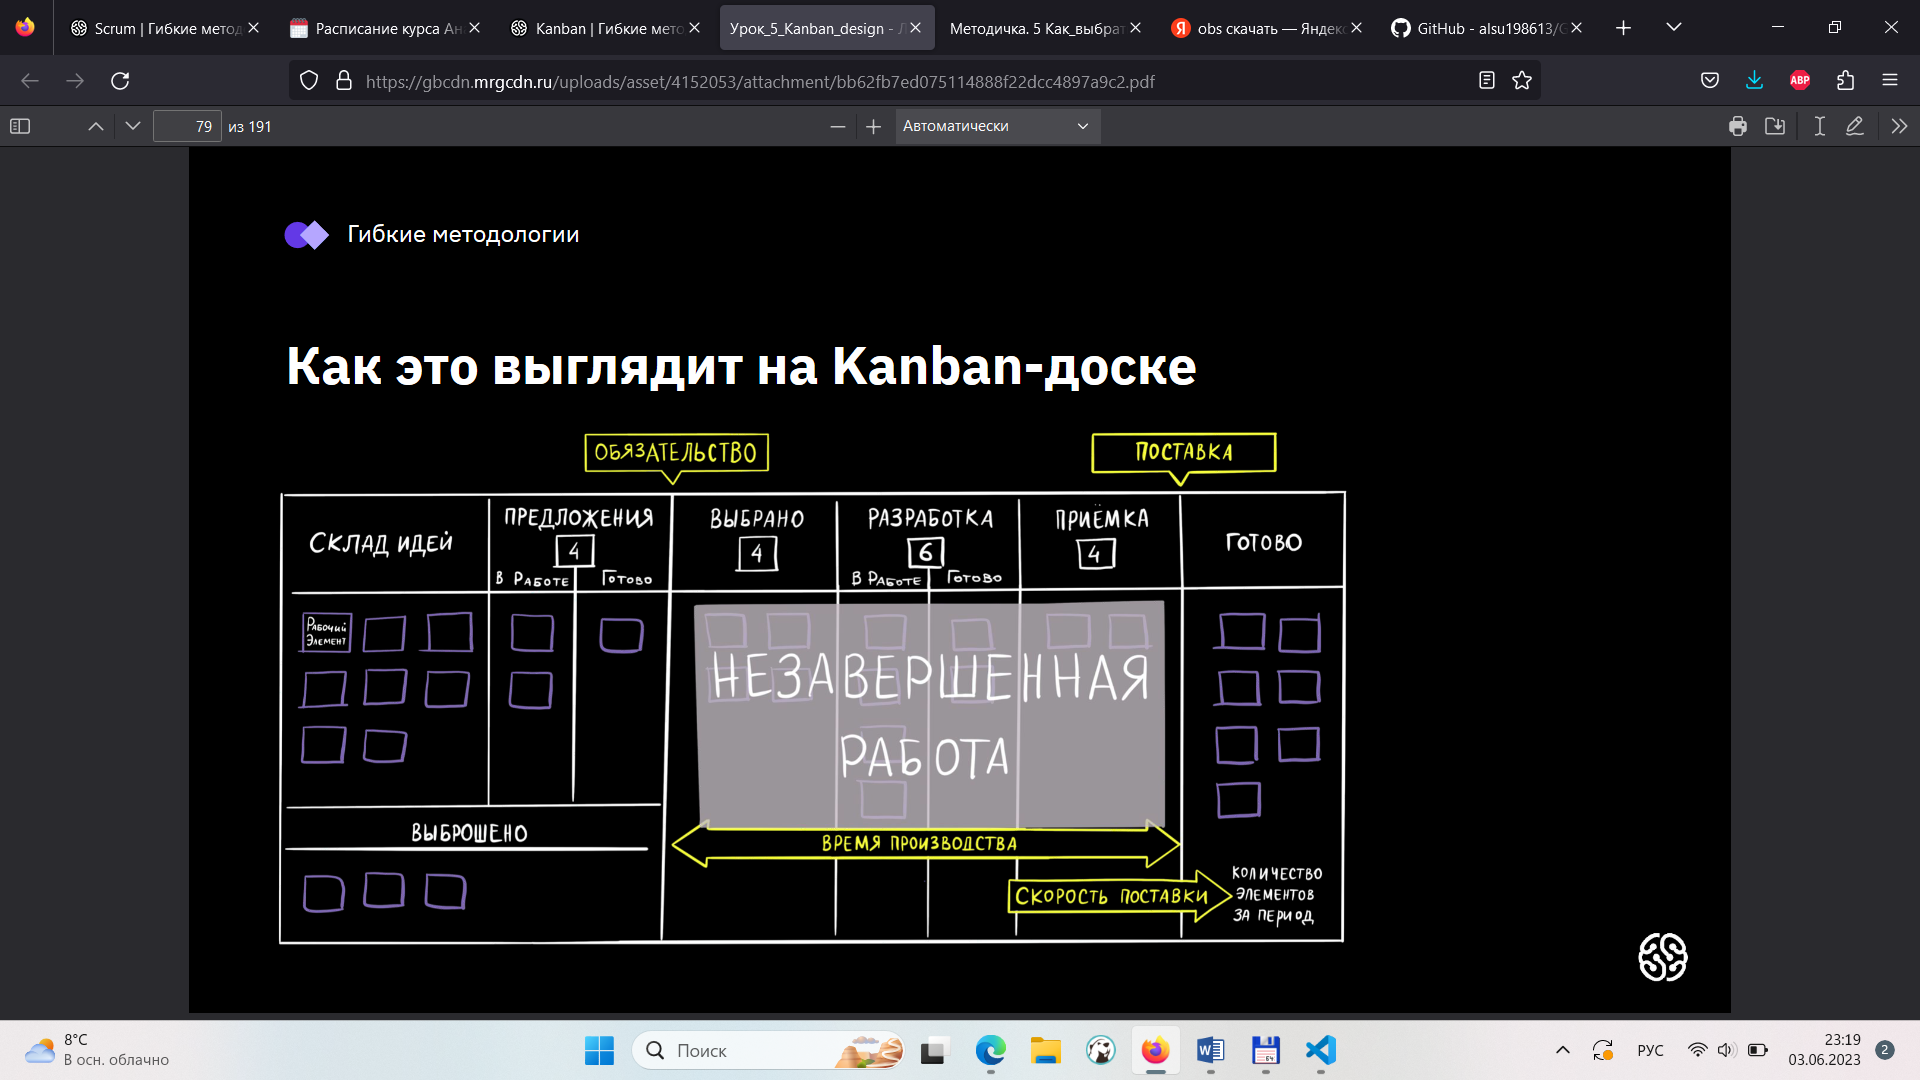 Scrum | Гибкие метод
Расписание курса Ан
Kanban | Гибкие мето
Урок_5_Kanban_design - Л
Методичка. 5 Как_выбрат
obs скачать — Яндекс
GitHub - alsu198613/G
https://gbcdn.mrgcdn.ru/uploads/asset/4152053/attachment/bb62fb7ed075114888f22dcc4897a9c2.pdf
ABP
79 из 191
Автоматически
Гибкие методологии
Как это выглядит на Kanban-доске
ОБЯЗАТЕЛЬСТВО
ПОСТАВКА
СКЛАД ИДЕЙ
ПРЕДЛОЖЕНИЯ
4
В РАБОТЕ
ГОТОВО
ВЫБРАНО
4
РАЗРАБОТКА
6
В РАБОТЕ
ГОТОВО
ПРИЁМКА
4
ГОТОВО
РАБОЧИЙ
ЭЛЕМЕНТ
НЕЗАВЕРШЕННАЯ
РАБОТА
ВЫБРОШЕНО
ВРЕМЯ ПРОИЗВОДСТВА
СКОРОСТЬ ПОСТАВКИ
КОЛИЧЕСТВО
ЭЛЕМЕНТОВ
ЗА ПЕРИОД
8°C
В осн. облачно
Поиск
64
РУС
23:19
03.06.2023
2